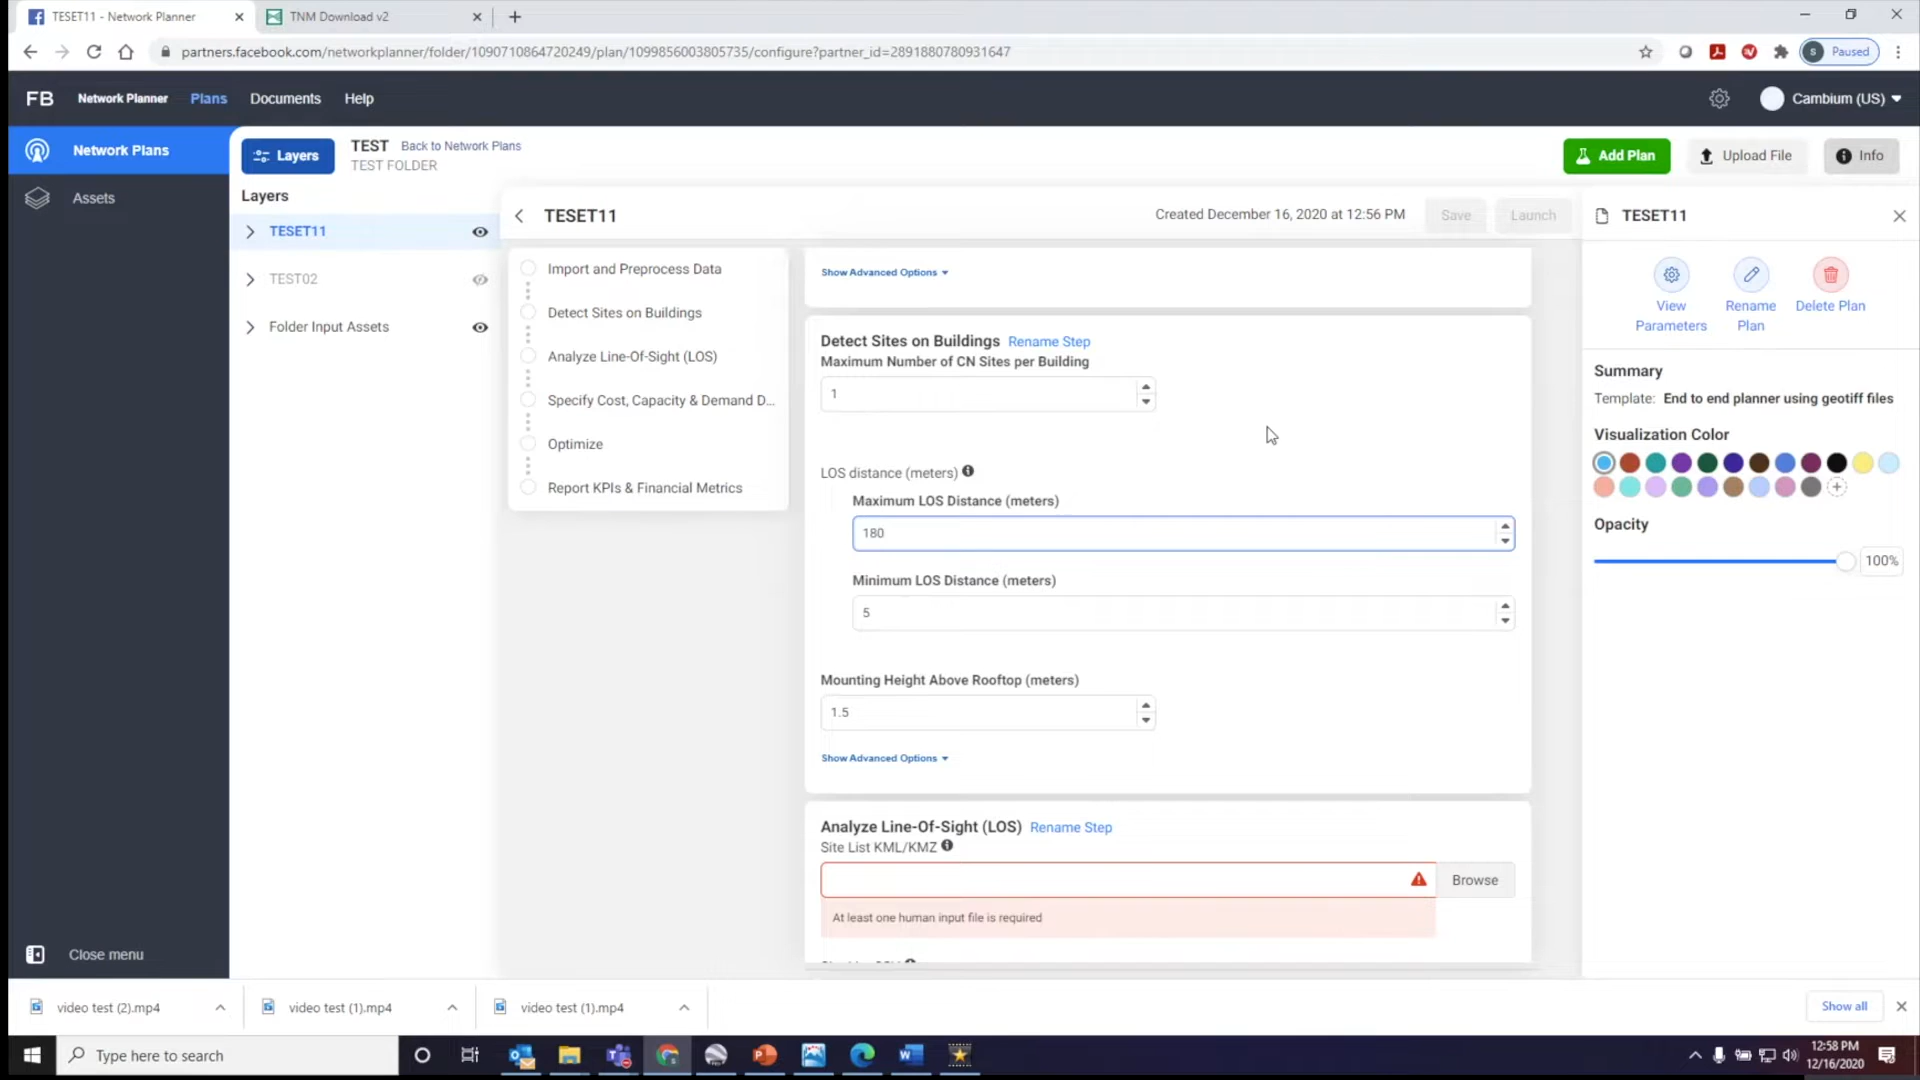 TESET11 - Network Planner
TNM Download v2
partners.facebook.com/networkplanner/folder/1090710864720249/plan/1099856003805735/configure?partner_id=2891880780931647
S Paused
FB Network Planner Plans Documents Help
Cambium (US)
Network Plans
Assets
Close menu
Layers
TEST Back to Network Plans
TEST FOLDER
Add Plan
Upload File
Info
Layers
TESET11
TEST02
Folder Input Assets
TESET11
Created December 16, 2020 at 12:56 PM
Save
Launch
Import and Preprocess Data
Detect Sites on Buildings
Analyze Line-Of-Sight (LOS)
Specify Cost, Capacity & Demand D...
Optimize
Report KPIs & Financial Metrics
Show Advanced Options
Detect Sites on Buildings Rename Step
Maximum Number of CN Sites per Building
1
LOS distance (meters)
Maximum LOS Distance (meters)
180
Minimum LOS Distance (meters)
5
Mounting Height Above Rooftop (meters)
1.5
Show Advanced Options
Analyze Line-Of-Sight (LOS) Rename Step
Site List KML/KMZ
Browse
At least one human input file is required
TESET11
View Parameters
Rename Plan
Delete Plan
Summary
Template: End to end planner using geotiff files
Visualization Color
Opacity
100%
video test (2).mp4
video test (1).mp4
video test (1).mp4
Show all
Type here to search
12:58 PM
12/16/2020